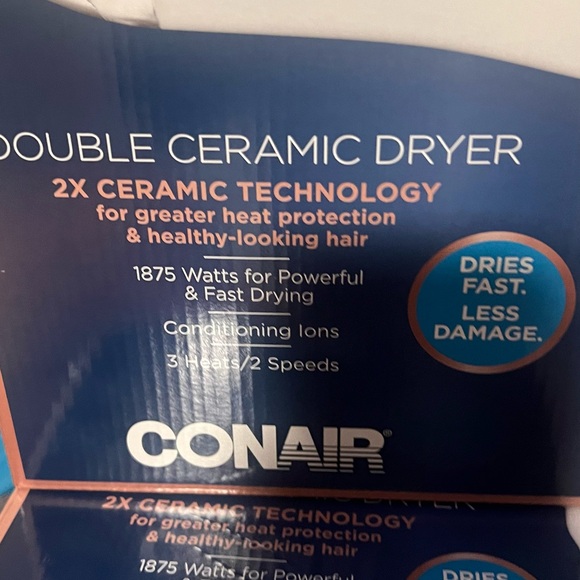 DOUBLE CERAMIC DRYER
2X CERAMIC TECHNOLOGY
for greater heat protection
& healthy-looking hair
1875 Watts for Powerful
& Fast Drying
Conditioning Ions
3 Heats/2 Speeds
DRIES
FAST.
LESS
DAMAGE.
CONAIR®
2X CERAMIC TECHNOLOGY
for greater heat protection
& healthy-looking hair
1875 Watts for Powerful
DRIES